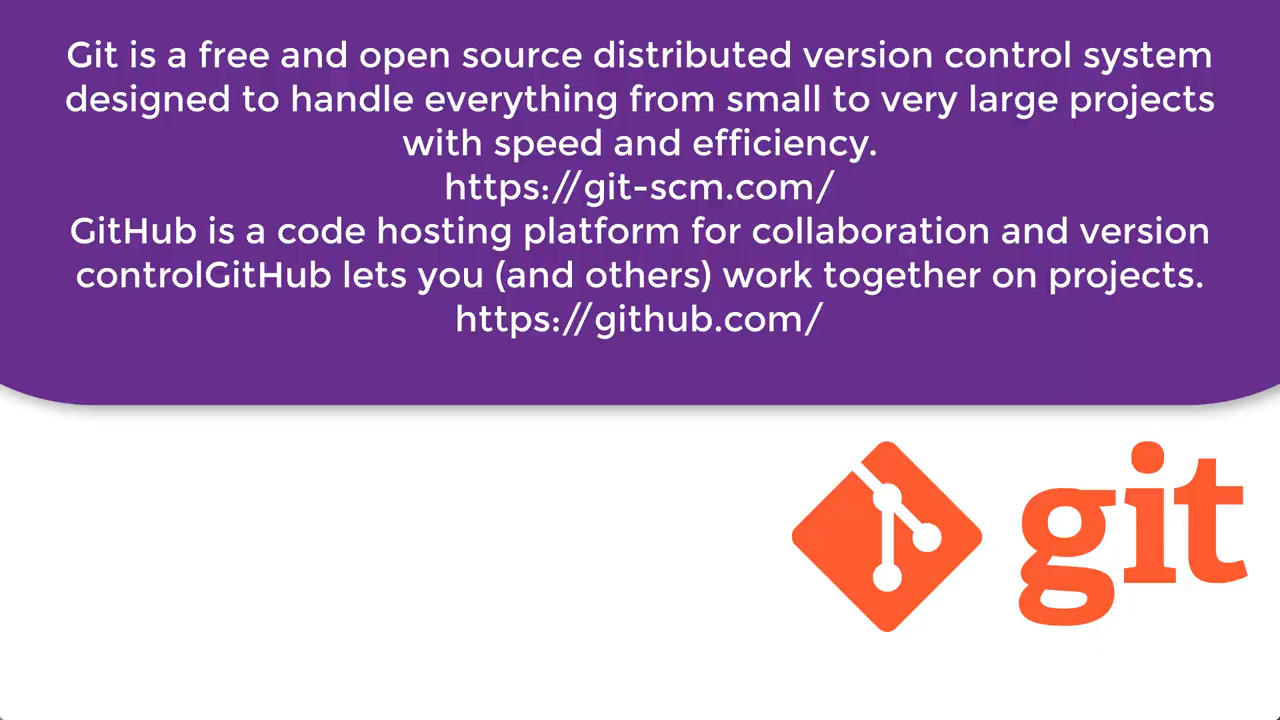 Git is a free and open source distributed version control system
designed to handle everything from small to very large projects
with speed and efficiency.
https://git-scm.com/
GitHub is a code hosting platform for collaboration and version
controlGitHub lets you (and others) work together on projects.
https://github.com/
git